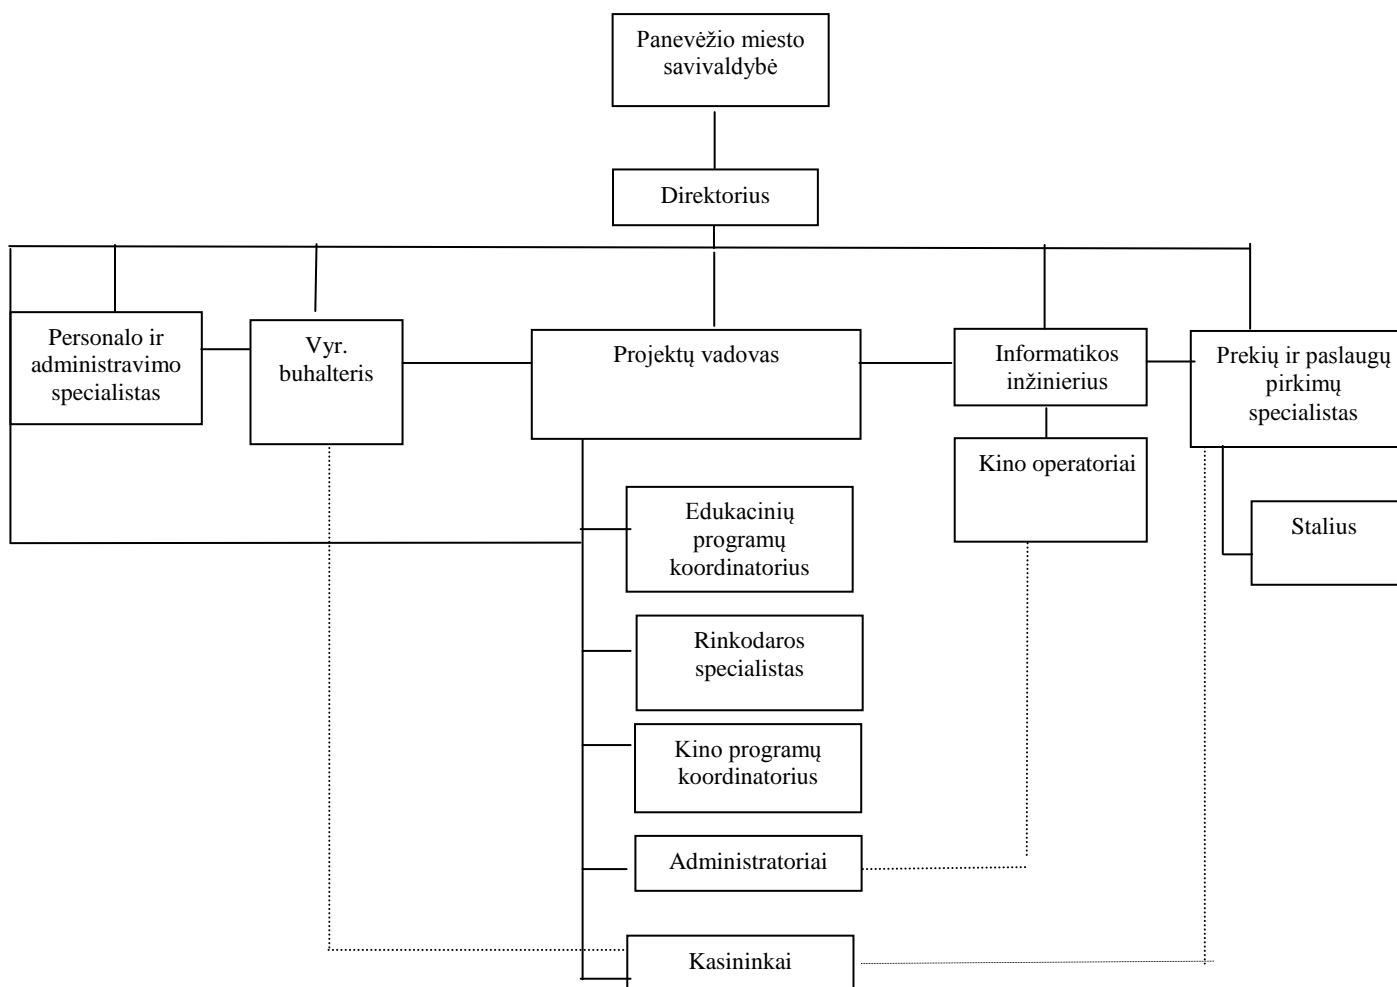 Panevėžio miesto
savivaldybė
Direktorius
Personalo ir
administravimo
specialistas
Vyr.
buhalteris
Projektų vadovas
Informatikos
inžinierius
Prekių ir paslaugų
pirkimų
specialistas
Kino operatoriai
Stalius
Edukacinių
programų
koordinatorius
Rinkodaros
specialistas
Kino programų
koordinatorius
Administratoriai
Kasininkai